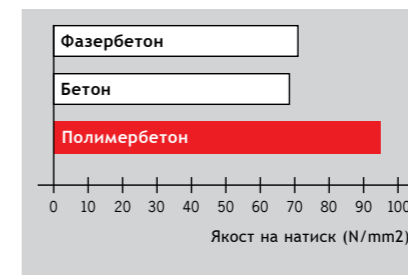 Фазербетон
Бетон
Полимербетон
0 10 20 30 40 50 60 70 80 90 100
Якост на натиск (N/mm2)